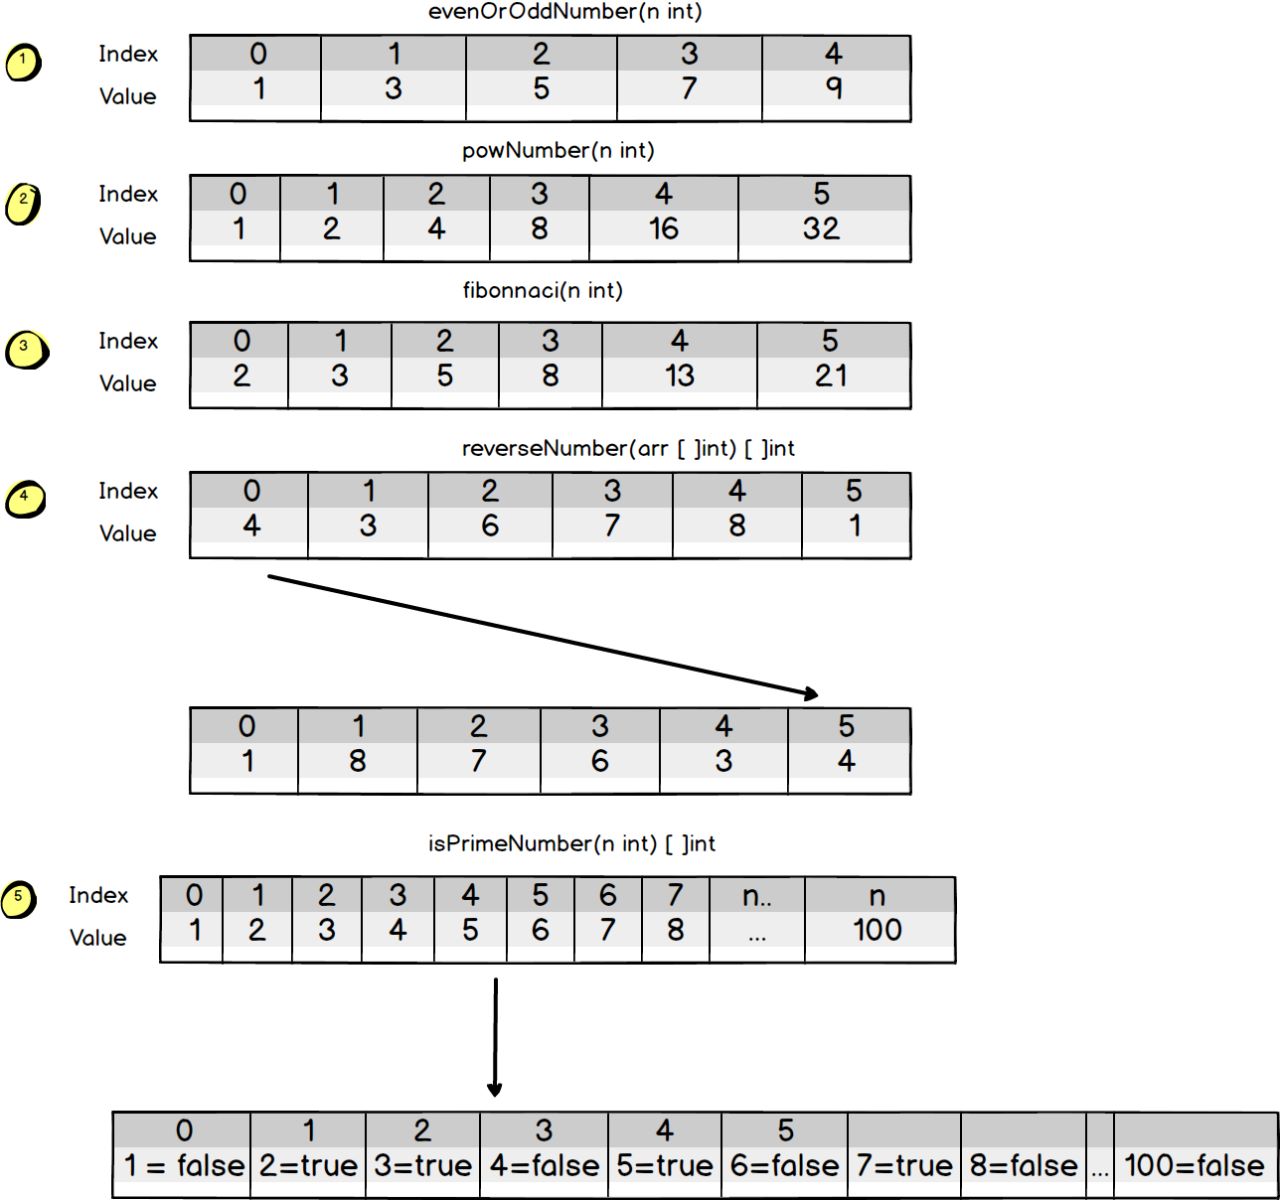 evenOrOddNumber(n int)
1
Index 0 1 2 3 4
Value 1 3 5 7 9
powNumber(n int)
2
Index 0 1 2 3 4 5
Value 1 2 4 8 16 32
fibonnaci(n int)
3
Index 0 1 2 3 4 5
Value 2 3 5 8 13 21
reverseNumber(arr [ ]int) [ ]int
4
Index 0 1 2 3 4 5
Value 4 3 6 7 8 1
0 1 2 3 4 5
1 8 7 6 3 4
isPrimeNumber(n int) [ ]int
5
Index 0 1 2 3 4 5 6 7 n.. n
Value 1 2 3 4 5 6 7 8 ... 100
0 1 2 3 4 5
1 = false 2=true 3=true 4=false 5=true 6=false 7=true 8=false ... 100=false